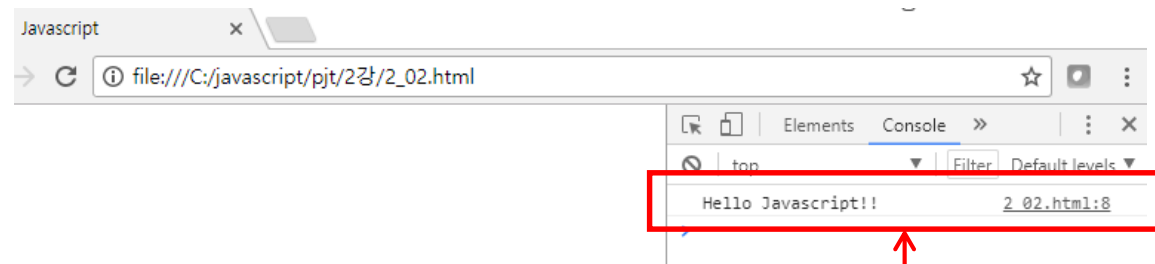 Javascript
file:///C:/javascript/pjt/2강/2_02.html
Elements Console
top Filter Default levels
Hello Javascript!! 2_02.html:8